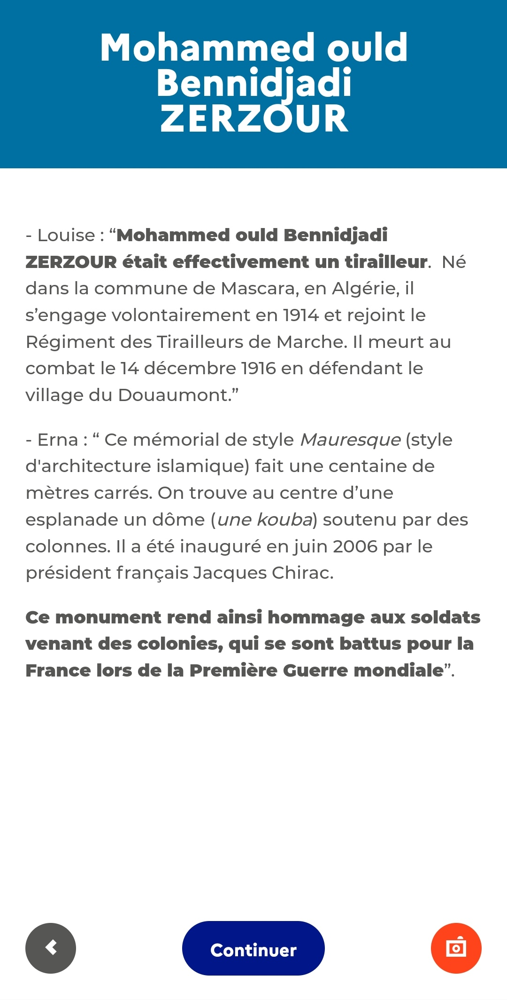 Mohammed ould
Bennidjadi
ZERZOUR
- Louise : “Mohammed ould Bennidjadi
ZERZOUR était effectivement un tirailleur.  Né
dans la commune de Mascara, en Algérie, il
s’engage volontairement en 1914 et rejoint le
Régiment des Tirailleurs de Marche. Il meurt au
combat le 14 décembre 1916 en défendant le
village du Douaumont.”
- Erna : “ Ce mémorial de style Mauresque (style
d'architecture islamique) fait une centaine de
mètres carrés. On trouve au centre d’une
esplanade un dôme (une kouba) soutenu par des
colonnes. Il a été inauguré en juin 2006 par le
président français Jacques Chirac.
Ce monument rend ainsi hommage aux soldats
venant des colonies, qui se sont battus pour la
France lors de la Première Guerre mondiale”.
Continuer